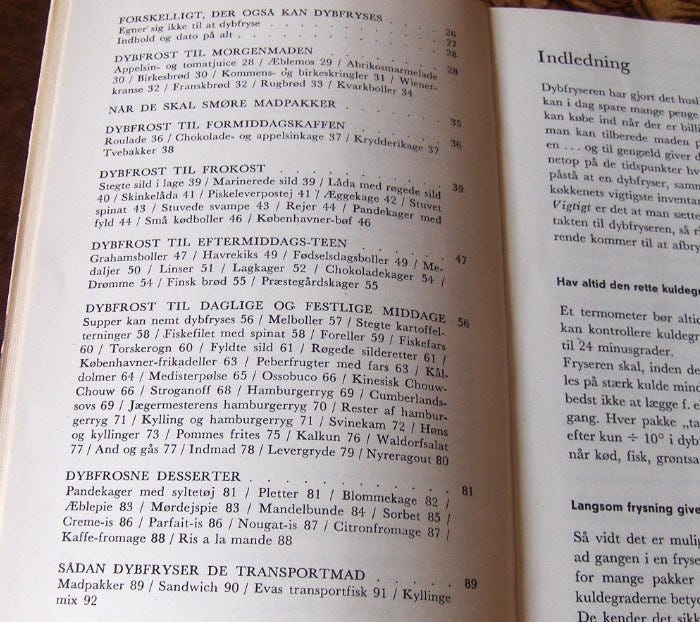 FORSKELLIGT, DER OGSÅ KAN DYBFRYSES . . . 26
Egner sig ikke til at dybfryse . . . 27
Indhold og dato på alt . . . 28
DYBFROST TIL MORGENMADEN . . . 28
Appelsin- og tomatjuice 28 / Æblemos 29 / Abrikosmarmelade
30 / Birkesbrød 30 / Kommens- og birkeskringler 31 / Wiener-
kranse 32 / Franskbrød 32 / Rugbrød 33 / Kvarkboller 34
NÅR DE SKAL SMØRE MADPAKKER . . . 35
DYBFROST TIL FORMIDDAGSKAFFEN . . . 36
Roulade 36 / Chokolade- og appelsinkage 37 / Krydderikage 37
Tvebakker 38
DYBFROST TIL FROKOST . . . 39
Stegte sild i lage 39 / Marinerede sild 39 / Låda med røgede sild
40 / Skinkelåda 41 / Piskeleverpostej 41 / Æggekage 42 / Stuvet
spinat 43 / Stuvede svampe 43 / Rejer 44 / Pandekager med
fyld 44 / Små kødboller 46 / Københavner-bøf 46
DYBFROST TIL EFTERMIDDAGS-TEEN . . . 47
Grahamsboller 47 / Havrekiks 49 / Fødselsdagsboller 49 / Me-
daljer 50 / Linser 51 / Lagkager 52 / Chokoladekager 54 /
Drømme 54 / Finsk brød 55 / Præstegårdskager 55
DYBFROST TIL DAGLIGE OG FESTLIGE MIDDAGE 56
Supper kan nemt dybfryses 56 / Melboller 57 / Stegte kartoffel-
terninger 58 / Fiskefilet med spinat 58 / Foreller 59 / Fiskefars
60 / Torskerogn 60 / Fyldte sild 61 / Røgede silderetter 61 /
Københavner-frikadeller 63 / Peberfrugter med fars 63 / Kål-
dolmer 64 / Medisterpølse 65 / Ossobuco 66 / Kinesisk Chouw-
Chouw 66 / Stroganoff 68 / Hamburgerryg 69 / Cumberlands-
sovs 69 / Jægermesterens hamburgerryg 70 / Rester af hambur-
gerryg 71 / Kylling og hamburgerryg 71 / Svinekam 72 / Høns
og kyllinger 73 / Pommes frites 75 / Kalkun 76 / Waldorfsalat
77 / And og gås 77 / Indmad 78 / Levergryde 79 / Nyreragout 80
DYBFROSNE DESSERTER . . . 81
Pandekager med syltetøj 81 / Pletter 81 / Blommekage 82 /
Æblepie 83 / Mørdejspie 83 / Mandelbunde 84 / Sorbet 85 /
Creme-is 86 / Parfait-is 86 / Nougat-is 87 / Citronfromage 87 /
Kaffe-fromage 88 / Ris a la mande 88
SÅDAN DYBFRYSER DE TRANSPORTMAD . . . 89
Madpakker 89 / Sandwich 90 / Evas transportfisk 91 / Kyllinge
mix 92
Indledning
Dybfryseren har gjort det husl
kan i dag spare mange penge
kan købe ind når der er bil
man kan tilberede maden p
en ... og til gengæld giver
netop på de tidspunkter hv
påstå at en dybfryser, sam
køkkenets vigtigste inventar
Vigtigt er det at man sætte
takten til dybfryseren, så ri
rende kommer til at afbry
Hav altid den rette kuldegr
Et termometer bør altid
kan kontrollere kuldegr
til 24 minusgrader.
Fryseren skal, inden de
les på stærk kulde mind
bedst ikke at lægge f. e
gang. Hver pakke „ta
efter kun ÷ 10° i dyb
når kød, fisk, grøntsa
Langsom frysning give
Så vidt det er mulig
ad gangen i en fryse
for mange pakker
kuldegraderne betyd
De kender det sikk